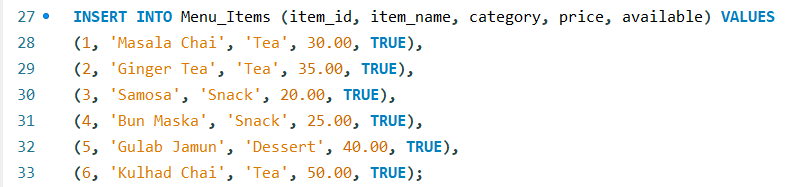 27 INSERT INTO Menu_Items (item_id, item_name, category, price, available) VALUES
28 (1, 'Masala Chai', 'Tea', 30.00, TRUE),
29 (2, 'Ginger Tea', 'Tea', 35.00, TRUE),
30 (3, 'Samosa', 'Snack', 20.00, TRUE),
31 (4, 'Bun Maska', 'Snack', 25.00, TRUE),
32 (5, 'Gulab Jamun', 'Dessert', 40.00, TRUE),
33 (6, 'Kulhad Chai', 'Tea', 50.00, TRUE);